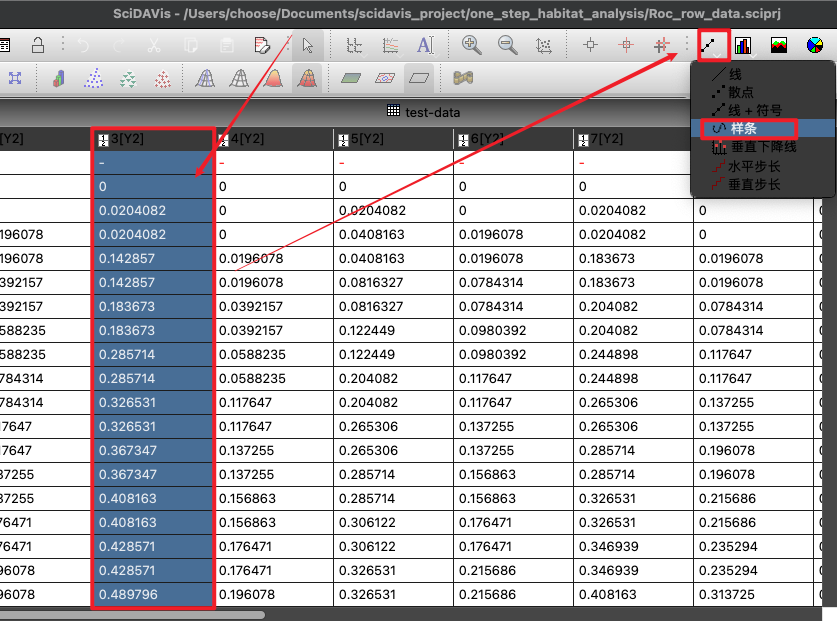 SciDAVis - /Users/choose/Documents/scidavis_project/one_step_habitat_analysis/Roc_row_data.sciprj
线
散点
线 + 符号
样条
垂直下降线
水平步长
垂直步长
test-data
[Y2] 3[Y2] 4[Y2] 5[Y2] 6[Y2] 7[Y2]
- - - - -
0 0 0 0 0 0
0.0204082 0 0.0204082 0 0.0204082 0
196078 0.0204082 0 0.0408163 0.0196078 0.0204082 0
196078 0.142857 0.0196078 0.0408163 0.0196078 0.183673 0.0196078
392157 0.142857 0.0196078 0.0816327 0.0784314 0.183673 0.0196078
392157 0.183673 0.0392157 0.0816327 0.0784314 0.204082 0.0784314
588235 0.183673 0.0392157 0.122449 0.0980392 0.204082 0.0784314
588235 0.285714 0.0588235 0.122449 0.0980392 0.244898 0.117647
784314 0.285714 0.0588235 0.204082 0.117647 0.244898 0.117647
784314 0.326531 0.117647 0.204082 0.117647 0.265306 0.137255
17647 0.326531 0.117647 0.265306 0.137255 0.265306 0.137255
17647 0.367347 0.137255 0.265306 0.137255 0.285714 0.196078
37255 0.367347 0.137255 0.285714 0.156863 0.285714 0.196078
37255 0.408163 0.156863 0.285714 0.156863 0.326531 0.215686
76471 0.408163 0.156863 0.306122 0.176471 0.326531 0.215686
76471 0.428571 0.176471 0.306122 0.176471 0.346939 0.235294
96078 0.428571 0.176471 0.326531 0.215686 0.346939 0.235294
96078 0.489796 0.196078 0.326531 0.215686 0.408163 0.313725